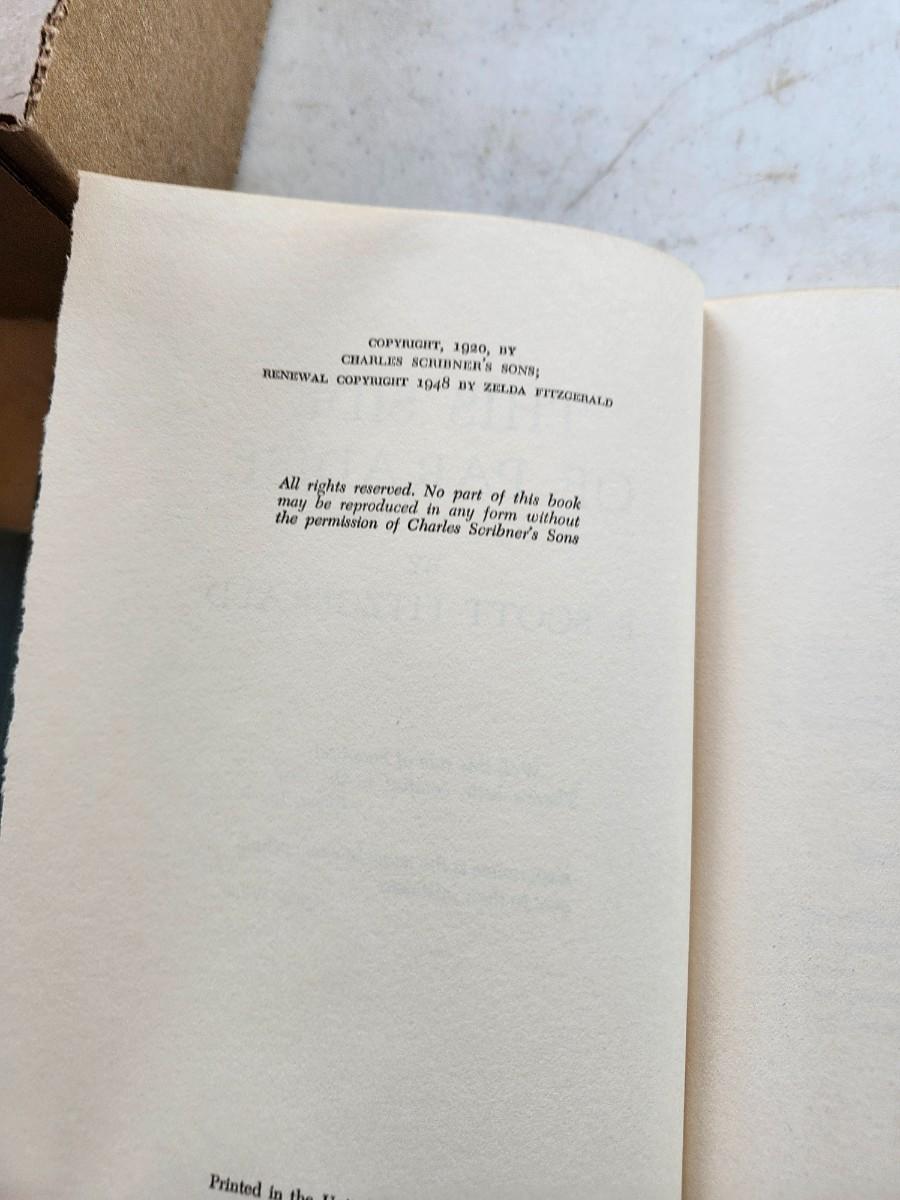 COPYRIGHT, 1920, BY
CHARLES SCRIBNER'S SONS;
RENEWAL COPYRIGHT 1948 BY ZELDA FITZGERALD
All rights reserved. No part of this book
may be reproduced in any form without
the permission of Charles Scribner's Sons
Printed in the